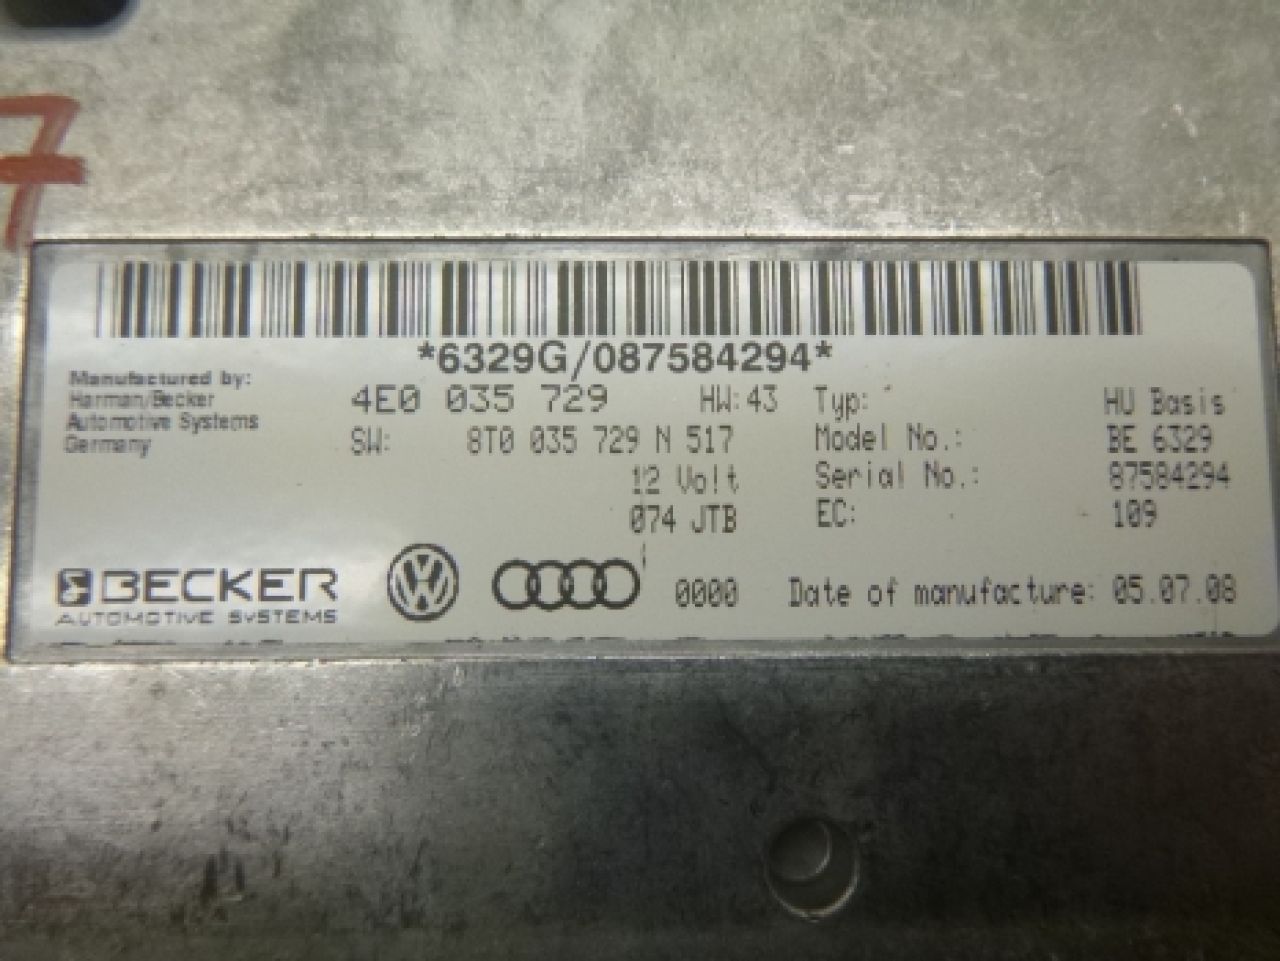 7
*6329G/087584294*
Manufactured by:
Harman/Becker
Automotive Systems
Germany
4E0 035 729 HW:43
SW: 8T0 035 729 N 517
12 Volt
074 JTB
Typ: HU Basis
Model No.: BE 6329
Serial No.: 87584294
EC: 109
BECKER
AUTOMOTIVE SYSTEMS
0000 Date of manufacture: 05.07.08